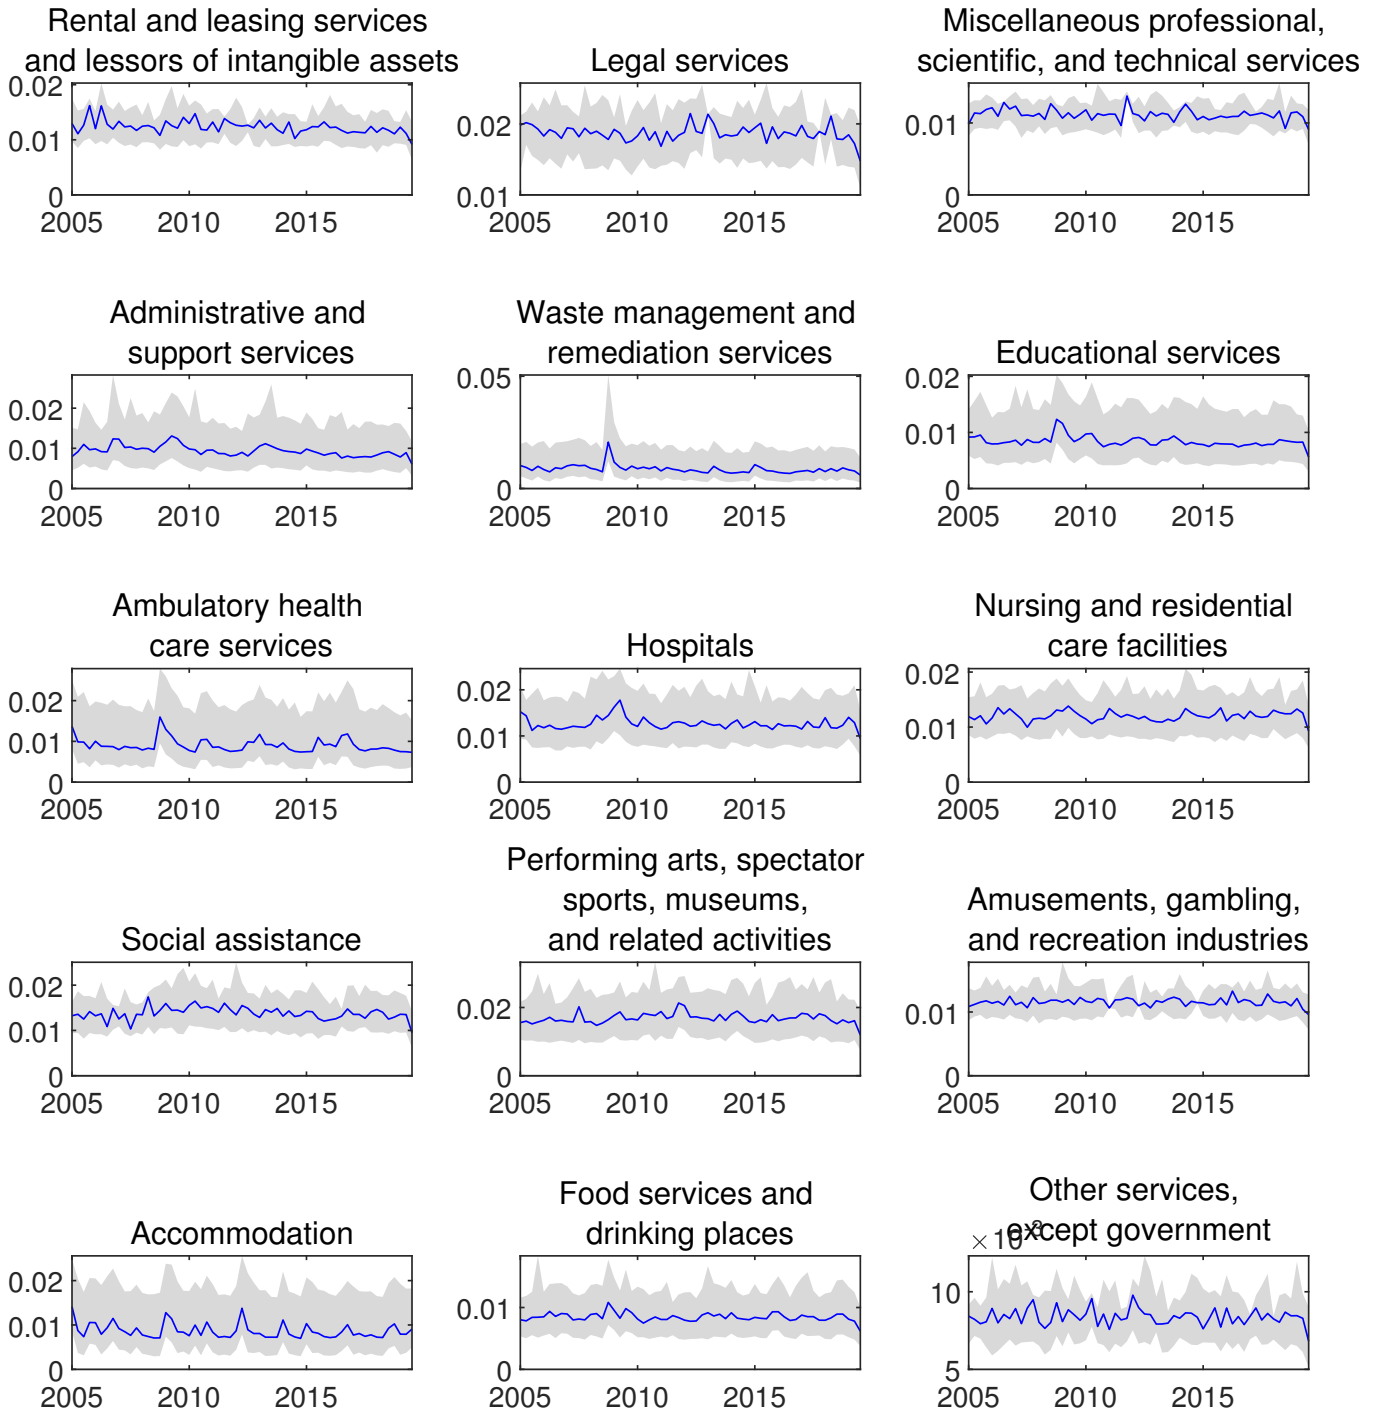 Rental and leasing services
and lessors of intangible assets
0.02
0.01
0
2005 2010 2015
Legal services
0.02
0.01
2005 2010 2015
Miscellaneous professional,
scientific, and technical services
0.01
0
2005 2010 2015
Administrative and
support services
0.02
0.01
0
2005 2010 2015
Waste management and
remediation services
0.05
0
2005 2010 2015
Educational services
0.02
0.01
0
2005 2010 2015
Ambulatory health
care services
0.02
0.01
0
2005 2010 2015
Hospitals
0.02
0.01
0
2005 2010 2015
Nursing and residential
care facilities
0.02
0.01
0
2005 2010 2015
Social assistance
0.02
0.01
0
2005 2010 2015
Performing arts, spectator
sports, museums,
and related activities
0.02
0
2005 2010 2015
Amusements, gambling,
and recreation industries
0.01
0
2005 2010 2015
Accommodation
0.02
0.01
0
2005 2010 2015
Food services and
drinking places
0.01
0
2005 2010 2015
Other services,
except government
× 10⁻³
10
5
2005 2010 2015